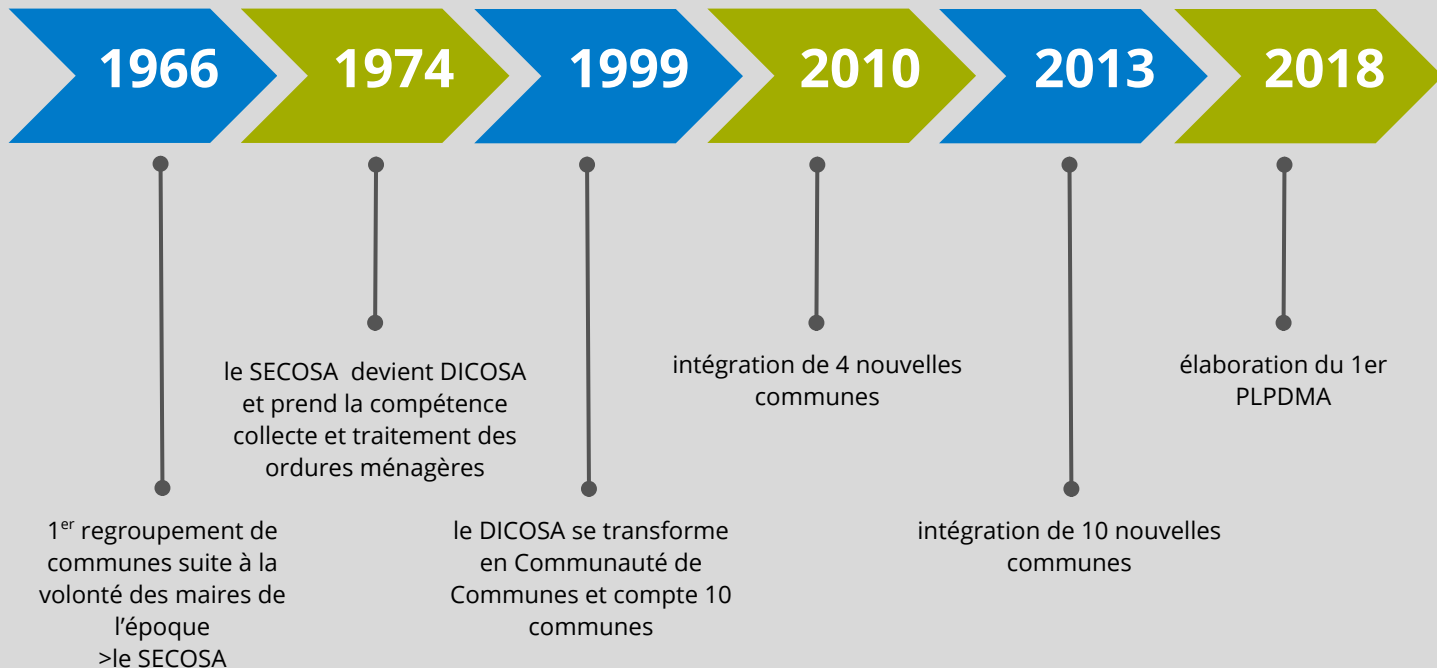 1966
1974
1999
2010
2013
2018
1er regroupement de
communes suite à la
volonté des maires de
l’époque
>le SECOSA
le SECOSA  devient DICOSA
et prend la compétence
collecte et traitement des
ordures ménagères
le DICOSA se transforme
en Communauté de
Communes et compte 10
communes
intégration de 4 nouvelles
communes
intégration de 10 nouvelles
communes
élaboration du 1er
PLPDMA